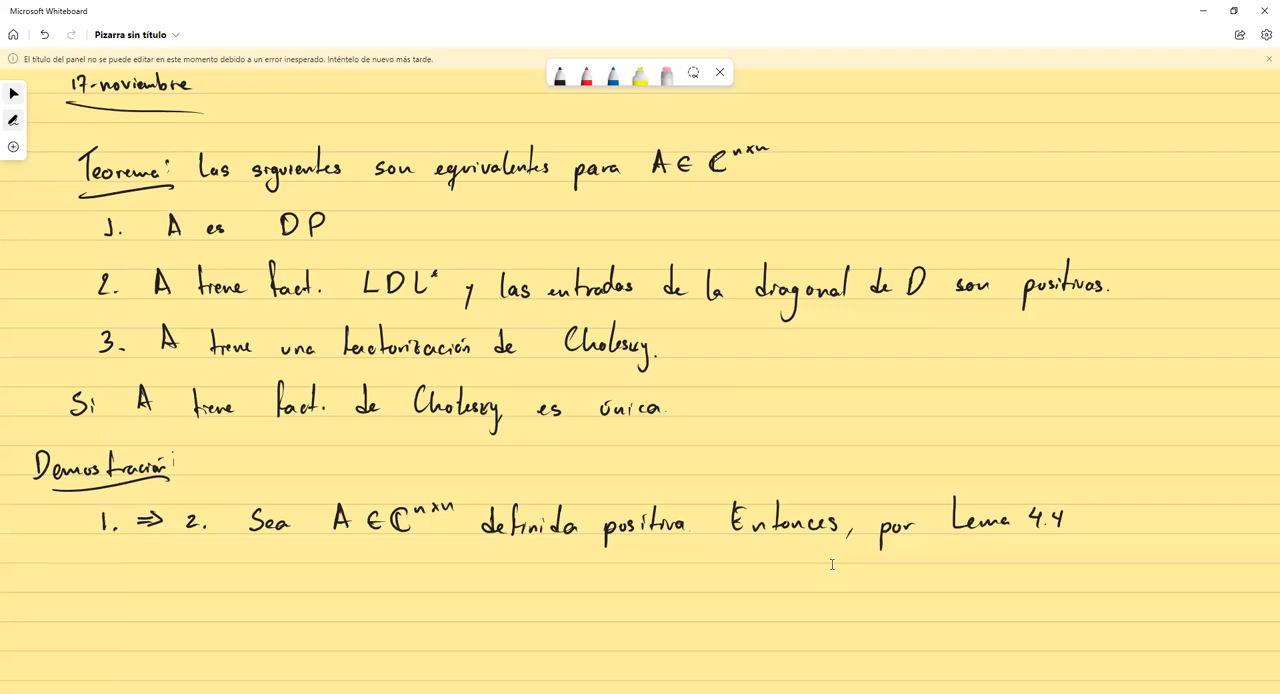 Microsoft Whiteboard
Pizarra sin título
El título del panel no se puede editar en este momento debido a un error inesperado. Inténtelo de nuevo más tarde.
17-noviembre
Teorema: Las siguientes son equivalentes para A ∈ ℂⁿˣⁿ
1. A es DP
2. A tiene fact. LDL* y las entradas de la diagonal de D son positivas.
3. A tiene una factorización de Cholesky.
Si A tiene fact. de Cholesky es única.
Demostración:
1. ⇒ 2. Sea A ∈ ℂⁿˣⁿ definida positiva. Entonces, por Lema 4.4